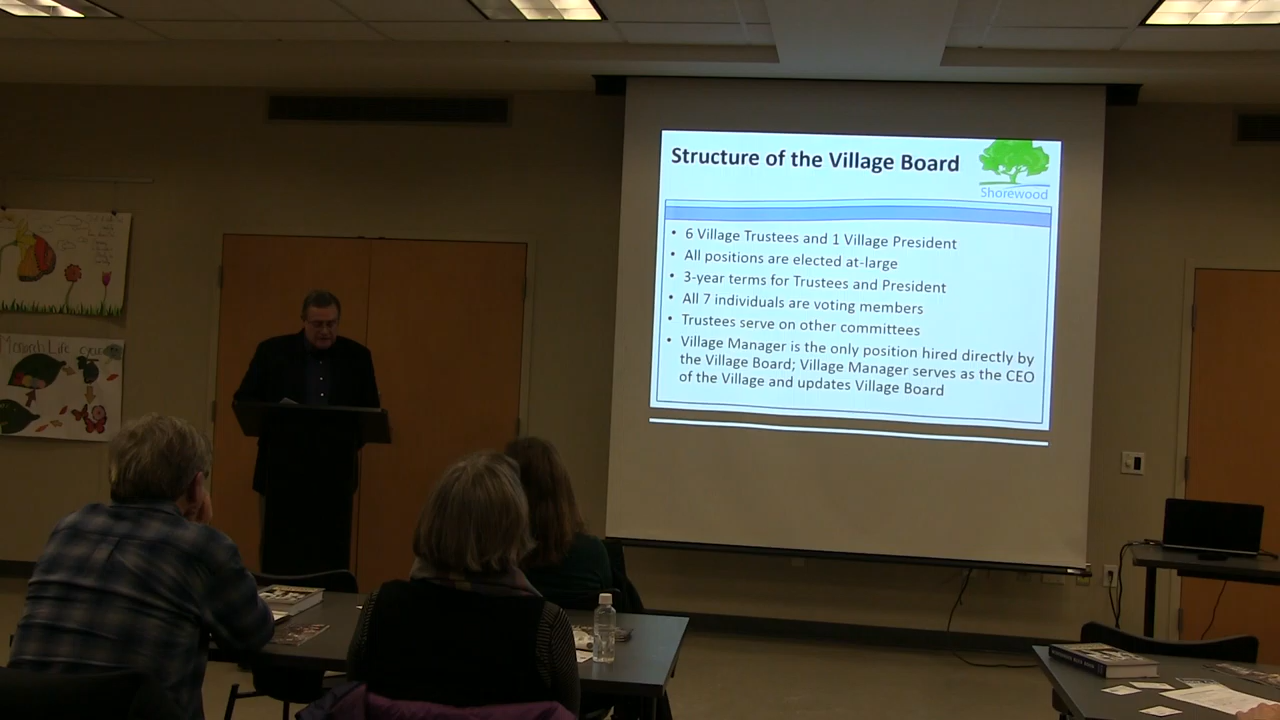 Structure of the Village Board
Shorewood
• 6 Village Trustees and 1 Village President
• All positions are elected at-large
• 3-year terms for Trustees and President
• All 7 individuals are voting members
• Trustees serve on other committees
• Village Manager is the only position hired directly by
the Village Board; Village Manager serves as the CEO
of the Village and updates Village Board
Monarch Life